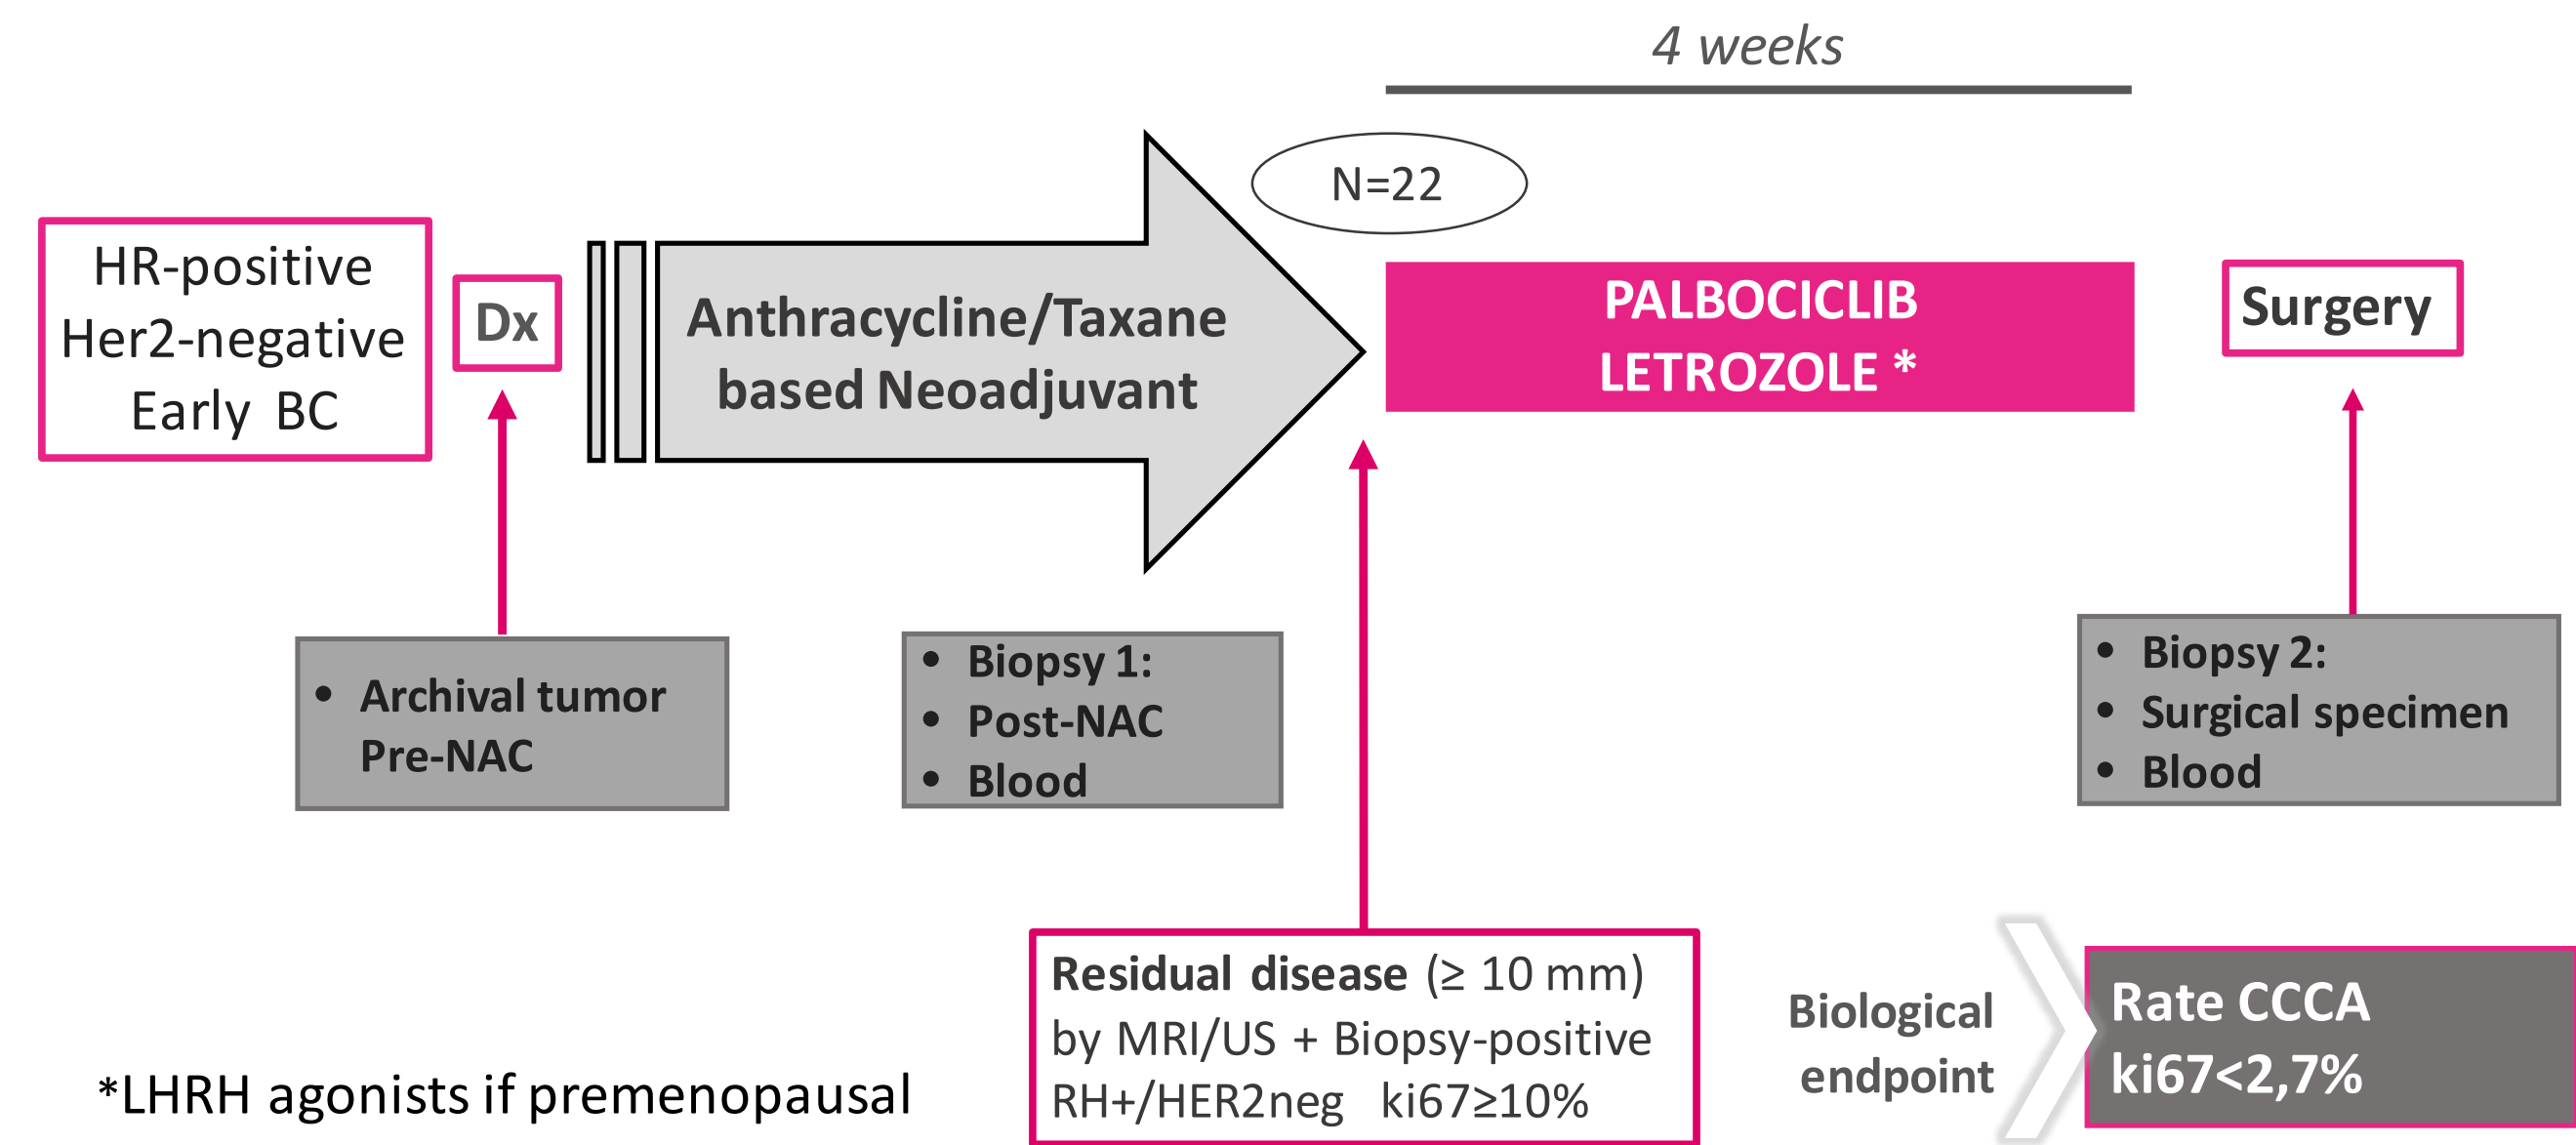 4 weeks
N=22
HR-positive
Her2-negative
Early BC
Dx
Anthracycline/Taxane
based Neoadjuvant
PALBOCICLIB
LETROZOLE *
Surgery
• Archival tumor
Pre-NAC
• Biopsy 1:
• Post-NAC
• Blood
• Biopsy 2:
• Surgical specimen
• Blood
Residual disease (≥ 10 mm)
by MRI/US + Biopsy-positive
RH+/HER2neg ki67≥10%
Biological
endpoint
Rate CCCA
ki67<2,7%
*LHRH agonists if premenopausal